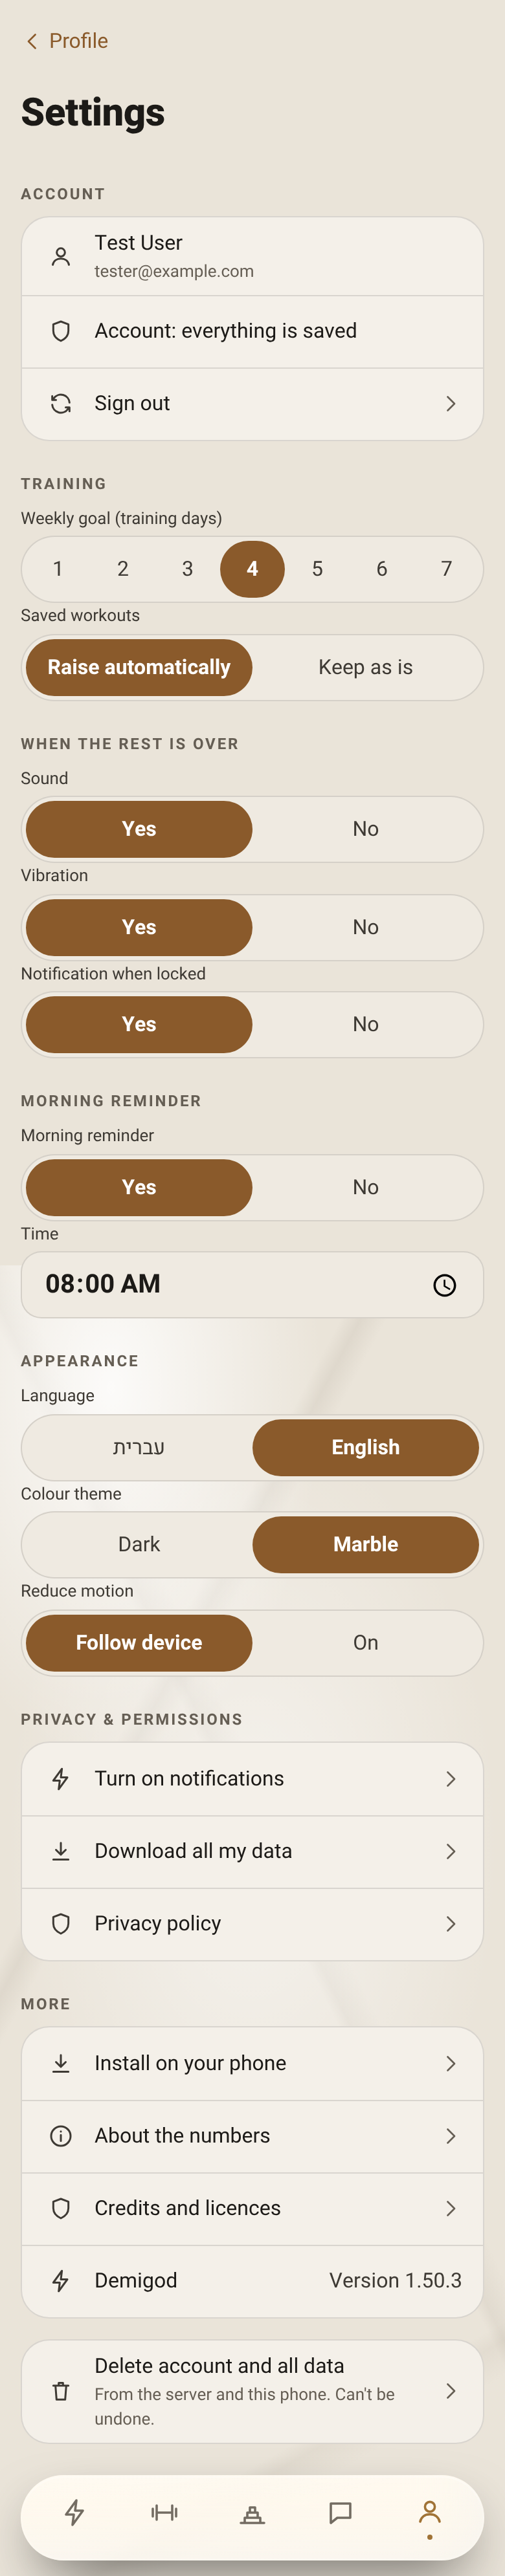 Profile
Settings
ACCOUNT
Test User
tester@example.com
Account: everything is saved
Sign out
TRAINING
Weekly goal (training days)
1 2 3 4 5 6 7
Saved workouts
Raise automatically Keep as is
WHEN THE REST IS OVER
Sound
Yes No
Vibration
Yes No
Notification when locked
Yes No
MORNING REMINDER
Morning reminder
Yes No
Time
08:00 AM
APPEARANCE
Language
עברית English
Colour theme
Dark Marble
Reduce motion
Follow device On
PRIVACY & PERMISSIONS
Turn on notifications
Download all my data
Privacy policy
MORE
Install on your phone
About the numbers
Credits and licences
Demigod Version 1.50.3
Delete account and all data
From the server and this phone. Can't be
undone.